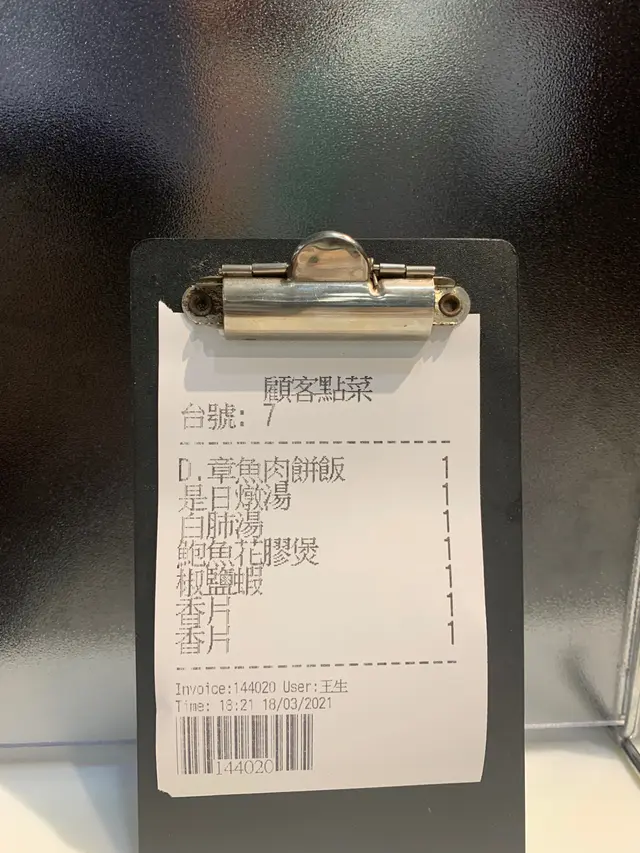 顧客點菜
台號: 7
D.章魚肉餅飯 1
是日燉湯 1
白肺湯 1
鮑魚花膠煲 1
椒鹽蝦 1
香片 1
香片 1
Invoice:144020 User:王生
Time: 18:21 18/03/2021
144020